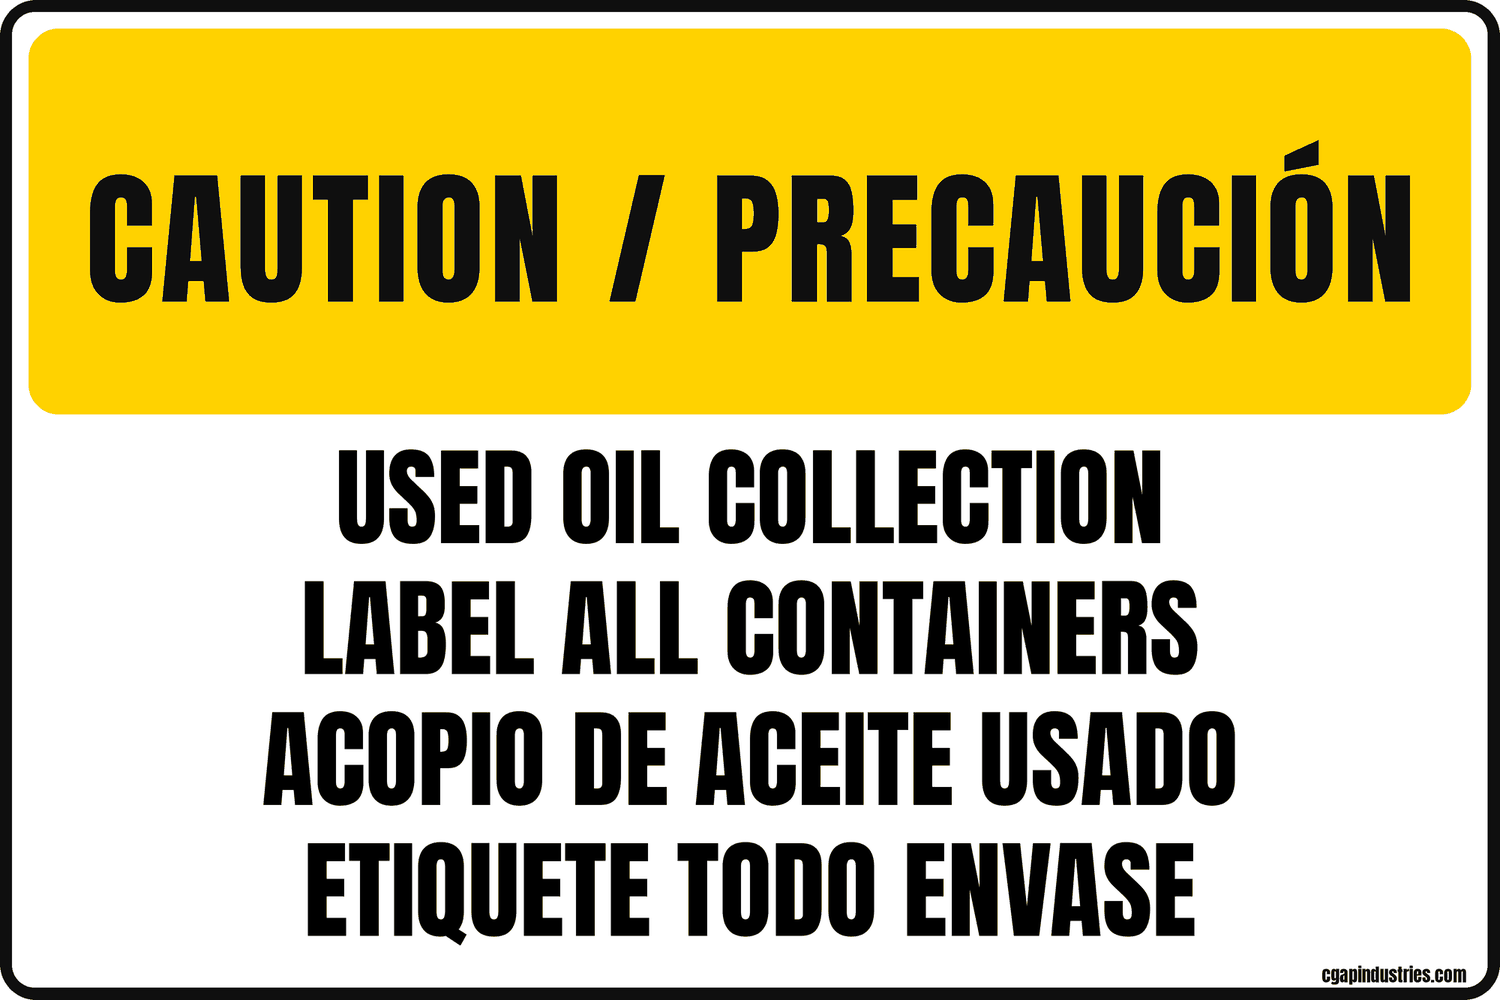 CAUTION / PRECAUCIÓN
USED OIL COLLECTION
LABEL ALL CONTAINERS
ACOPIO DE ACEITE USADO
ETIQUETE TODO ENVASE
cgapindustries.com